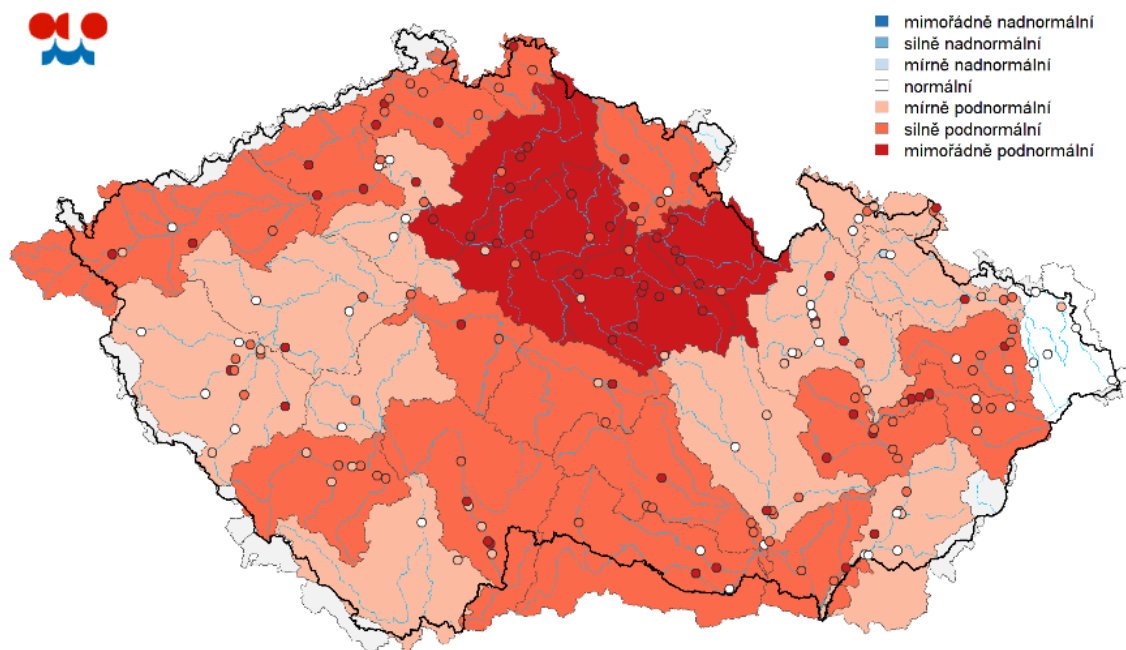 mimořádně nadnormální
silně nadnormální
mírně nadnormální
normální
mírně podnormální
silně podnormální
mimořádně podnormální